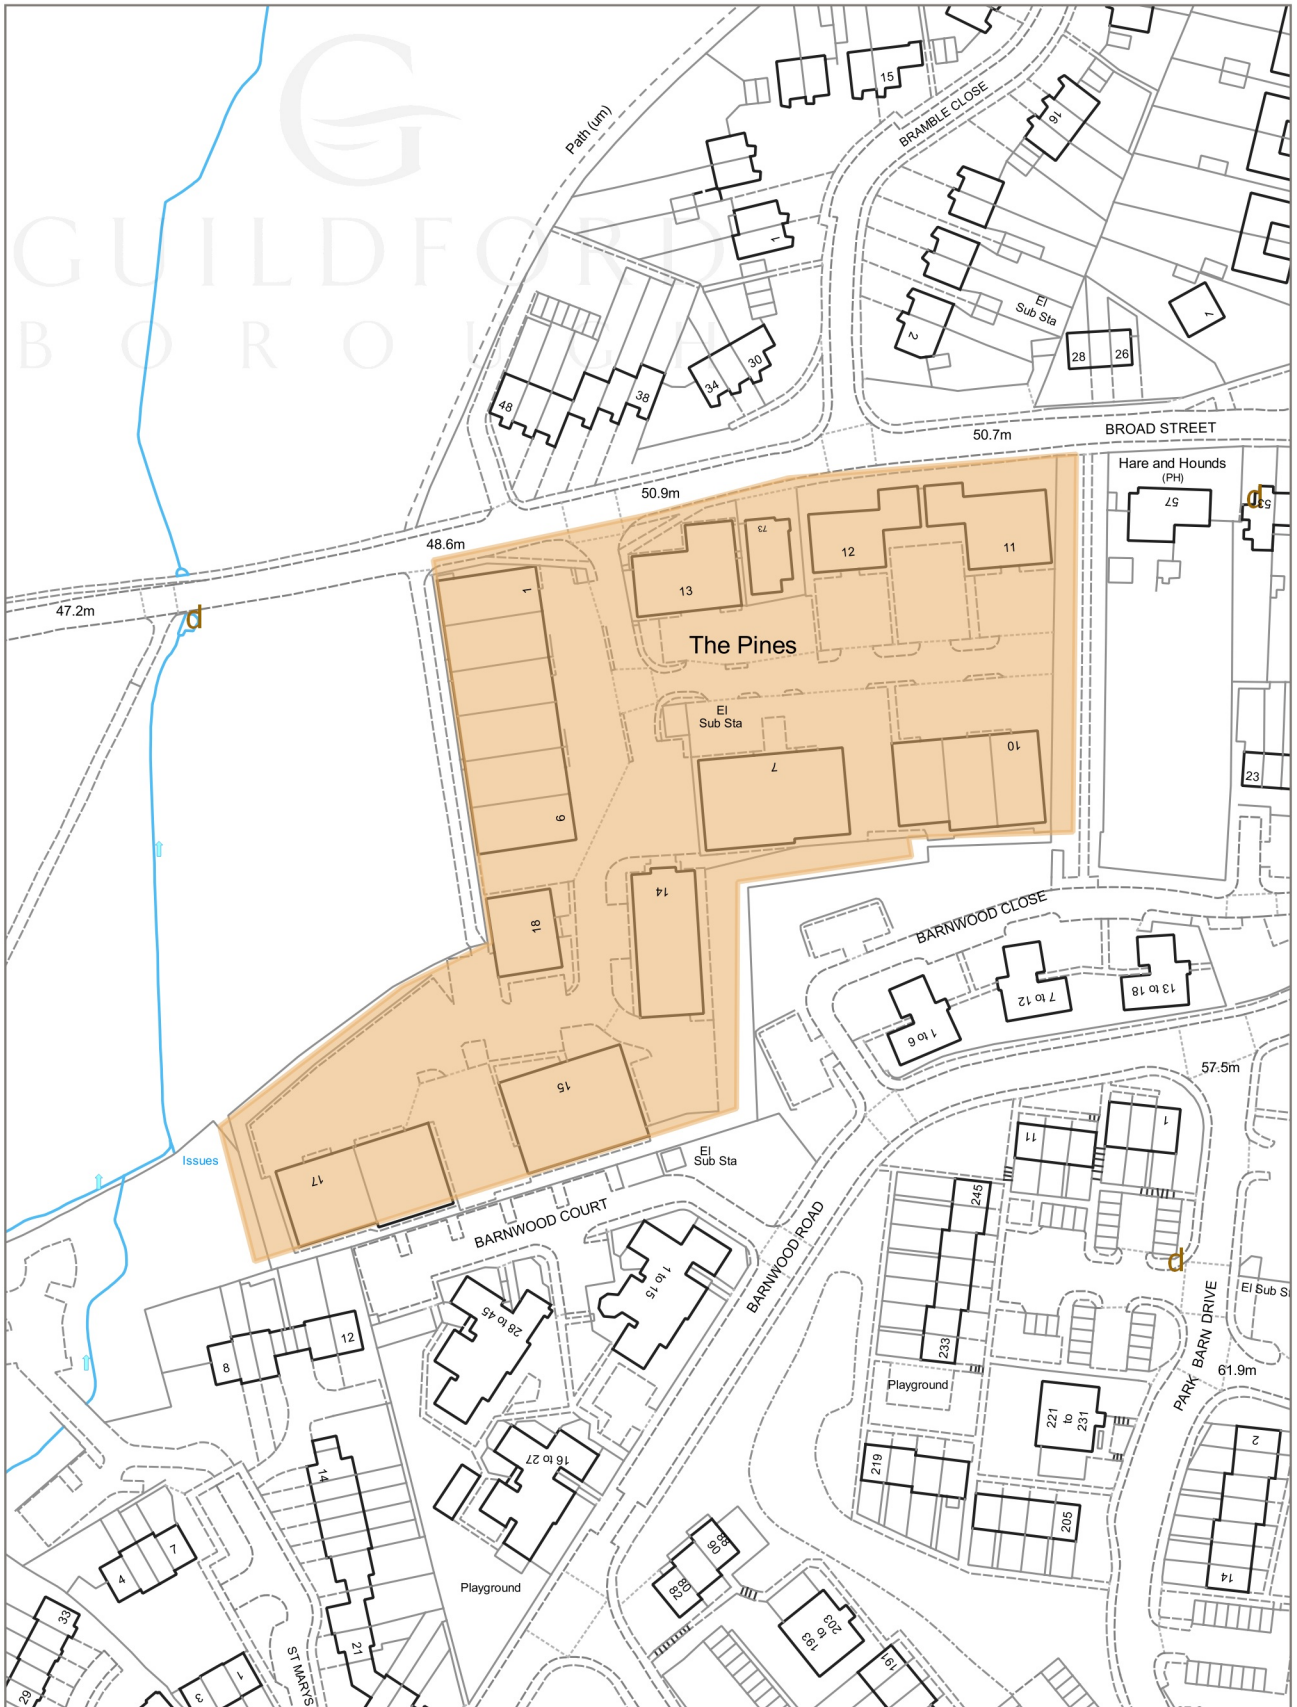 GUILDFORD
BOROUGH
Path (um)
15
BRAMBLE CLOSE
16
1
El
Sub Sta
2
1
28
26
30
34
38
48
50.7m
BROAD STREET
50.9m
Hare and Hounds
(PH)
57
53
d
48.6m
47.2m
d
1
13
73
12
11
The Pines
El
Sub Sta
7
10
23
9
14
18
BARNWOOD CLOSE
1 to 6
7 to 12
13 to 18
57.5m
15
17
Issues
El
Sub Sta
BARNWOOD COURT
BARNWOOD ROAD
11
1
245
233
d
El Sub S
PARK BARN DRIVE
61.9m
1 to 15
28 to 45
12
8
Playground
221
to
231
219
205
2
14
14
16 to 27
7
4
Playground
88
90
80
82
193
to
203
191
33
29
21
1
3
ST MARYS